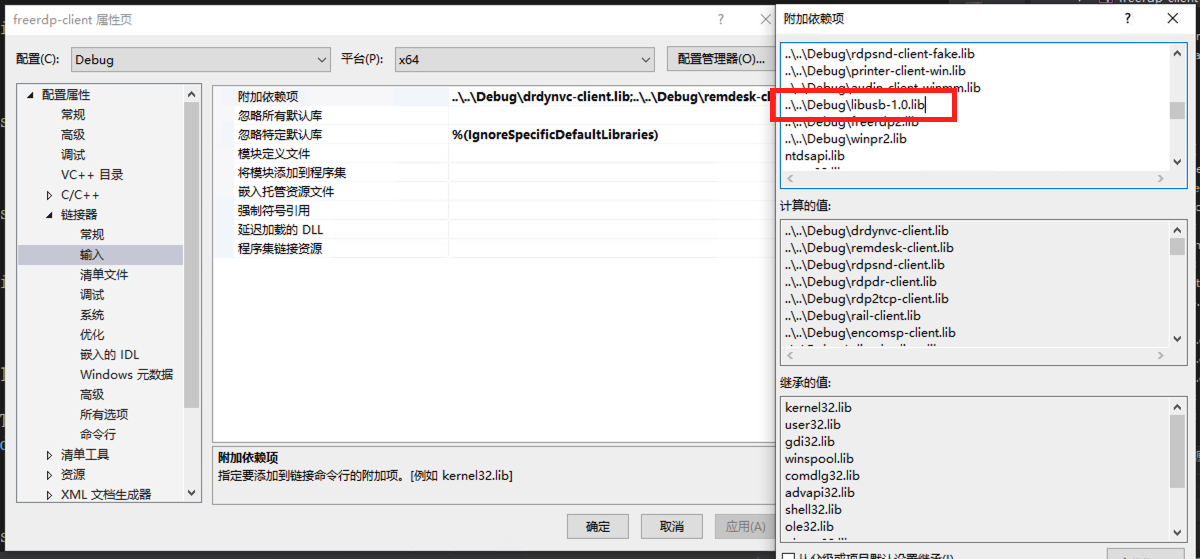 freerdp-client 属性页
?
配置(C):
Debug
平台(P):
x64
配置管理器(O)...
配置属性
常规
高级
调试
VC++ 目录
C/C++
链接器
常规
输入
清单文件
调试
系统
优化
嵌入的 IDL
Windows 元数据
高级
所有选项
命令行
清单工具
资源
XML 文档生成器
附加依赖项
..\..\Debug\drdynvc-client.lib;..\..\Debug\remdesk-cl
忽略所有默认库
忽略特定默认库
%(IgnoreSpecificDefaultLibraries)
模块定义文件
将模块添加到程序集
嵌入托管资源文件
强制符号引用
延迟加载的 DLL
程序集链接资源
附加依赖项
指定要添加到链接命令行的附加项。[例如 kernel32.lib]
确定
取消
应用(A)
附加依赖项
?
..\..\Debug\rdpsnd-client-fake.lib
..\..\Debug\printer-client-win.lib
..\..\Debug\audin-client-winmm.lib
..\..\Debug\libusb-1.0.lib
..\..\Debug\freerdp2.lib
..\..\Debug\winpr2.lib
ntdsapi.lib
计算的值:
..\..\Debug\drdynvc-client.lib
..\..\Debug\remdesk-client.lib
..\..\Debug\rdpsnd-client.lib
..\..\Debug\rdpdr-client.lib
..\..\Debug\rdp2tcp-client.lib
..\..\Debug\rail-client.lib
..\..\Debug\encomsp-client.lib
继承的值:
kernel32.lib
user32.lib
gdi32.lib
winspool.lib
comdlg32.lib
advapi32.lib
shell32.lib
ole32.lib
从父级或项目默认设置继承(I)